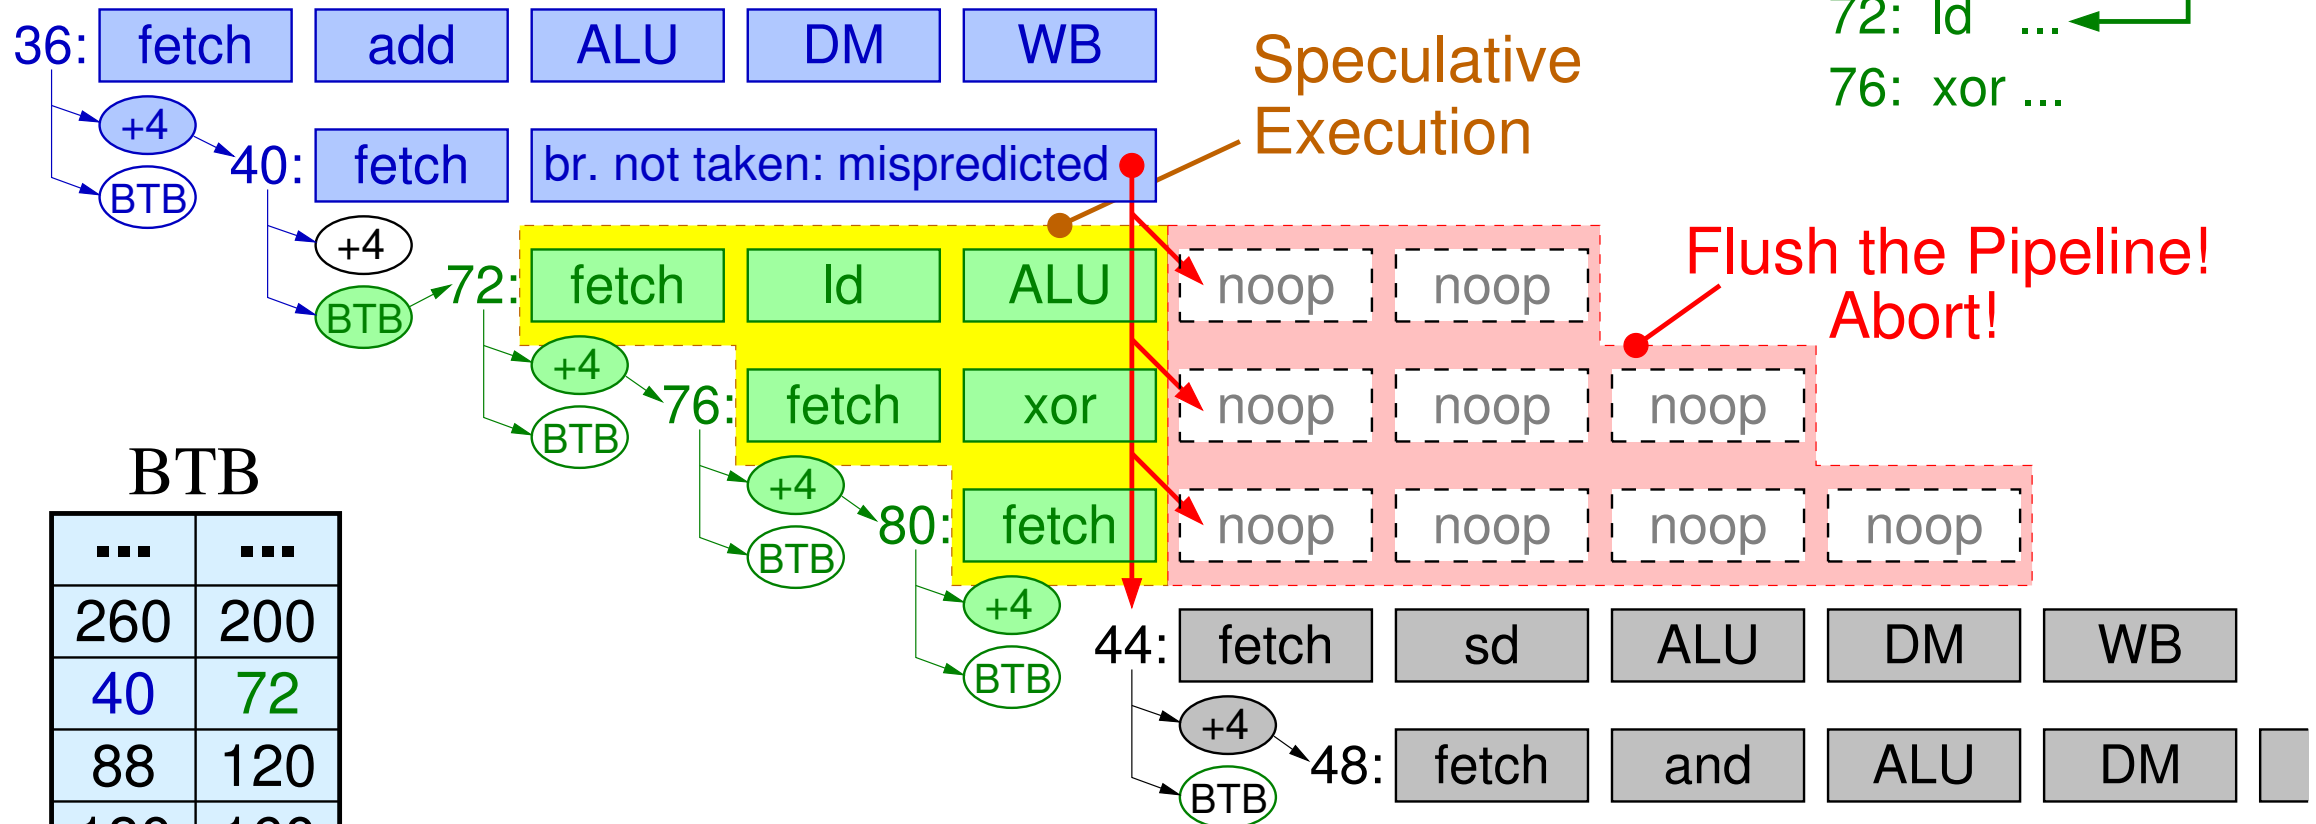 72: ld ...
36: fetch add ALU DM WB
Speculative
Execution
76: xor ...
+4
BTB
40: fetch br. not taken: mispredicted
+4
BTB
72: fetch ld ALU noop noop
Flush the Pipeline!
Abort!
+4
BTB
76: fetch xor noop noop noop
+4
BTB
80: fetch noop noop noop noop
+4
BTB
44: fetch sd ALU DM WB
+4
BTB
48: fetch and ALU DM
BTB
... ...
260 200
40 72
88 120